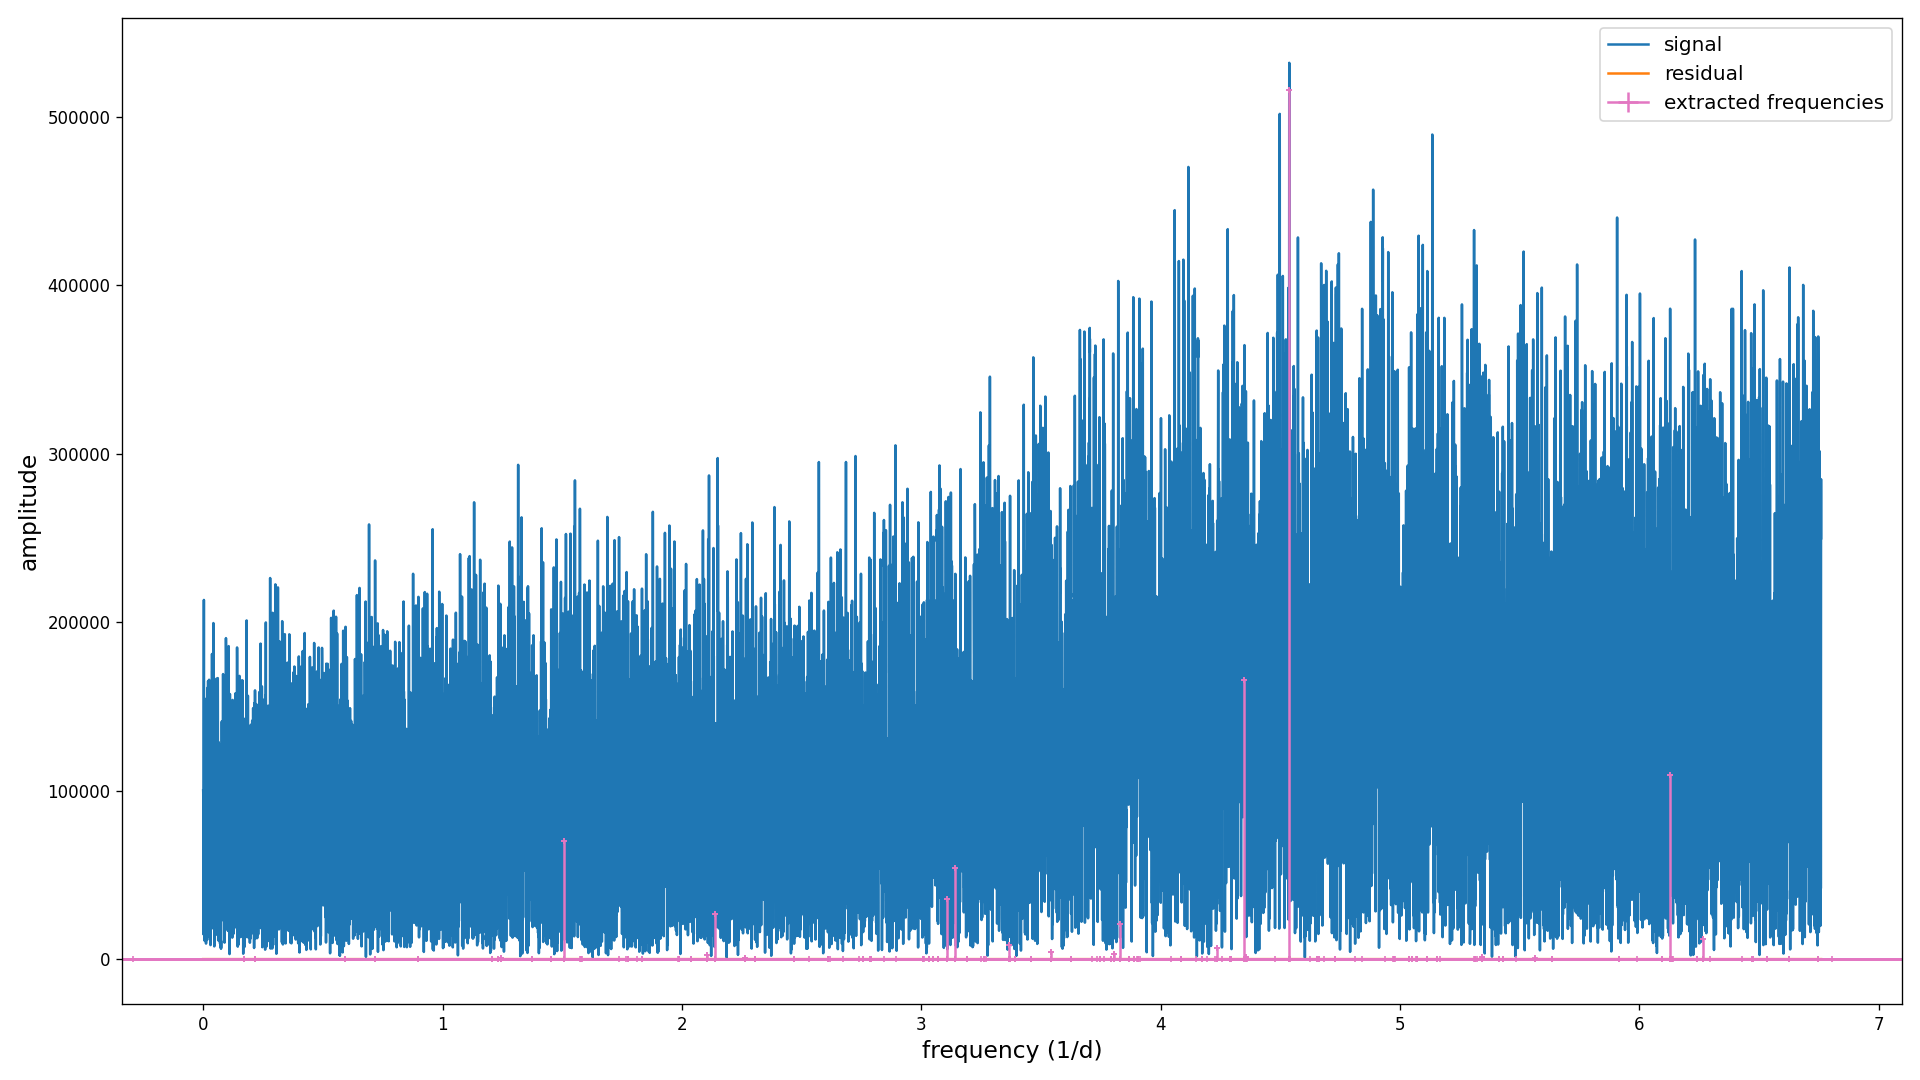 signal
residual
extracted frequencies
amplitude
500000
400000
300000
200000
100000
0
0 1 2 3 4 5 6 7
frequency (1/d)